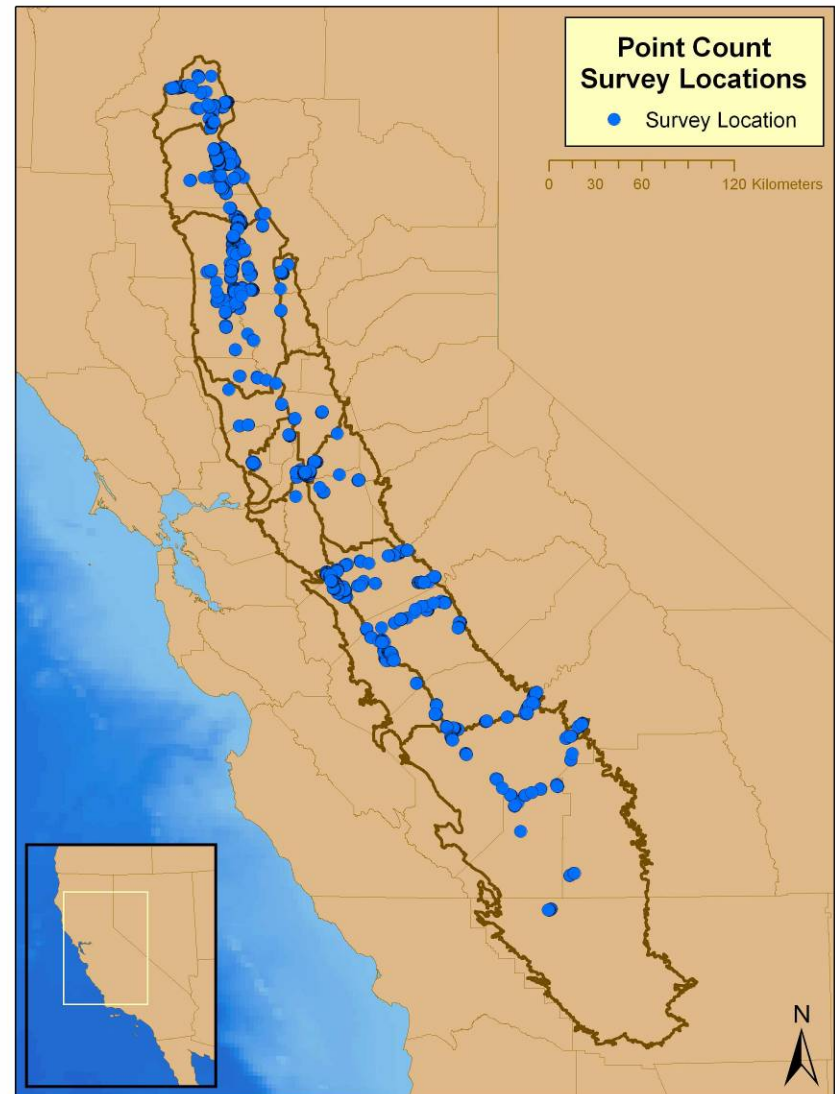 Point Count
Survey Locations
Survey Location
0 30 60 120 Kilometers
N